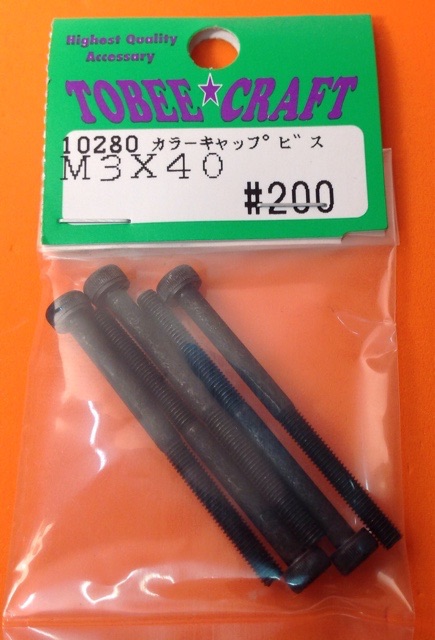 Highest Quality
Accessary
TOBEE★CRAFT
10280 カラーキャップビス
M3X40
#200